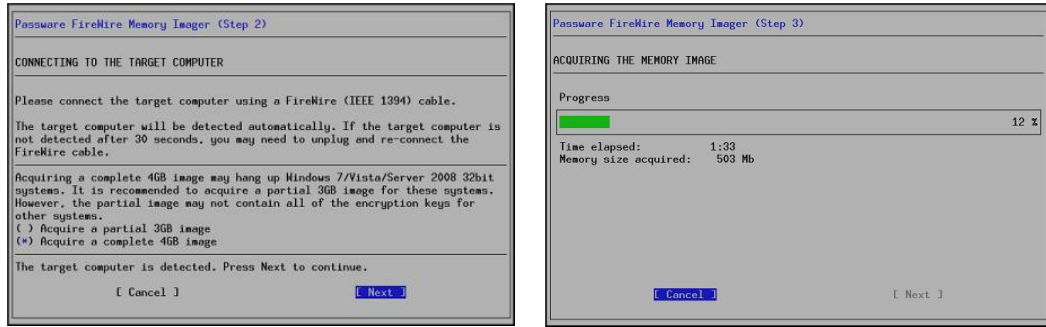 Passware FireWire Memory Imager (Step 2)
CONNECTING TO THE TARGET COMPUTER
Please connect the target computer using a FireWire (IEEE 1394) cable.
The target computer will be detected automatically. If the target computer is
not detected after 30 seconds, you may need to unplug and re-connect the
FireWire cable.
Acquiring a complete 4GB image may hang up Windows 7/Vista/Server 2008 32bit
systems. It is recommended to acquire a partial 3GB image for these systems.
However, the partial image may not contain all of the encryption keys for
other systems.
( ) Acquire a partial 3GB image
(*) Acquire a complete 4GB image
The target computer is detected. Press Next to continue.
[ Cancel ] [ Next ]
Passware FireWire Memory Imager (Step 3)
ACQUIRING THE MEMORY IMAGE
Progress
12 %
Time elapsed: 1:33
Memory size acquired: 503 Mb
[ Cancel ] [ Next ]